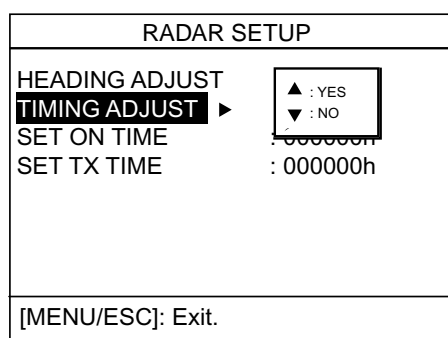 RADAR SETUP
HEADING ADJUST
▲ : YES
TIMING ADJUST ▶
▼ : NO
SET ON TIME
SET TX TIME : 000000h
[MENU/ESC]: Exit.